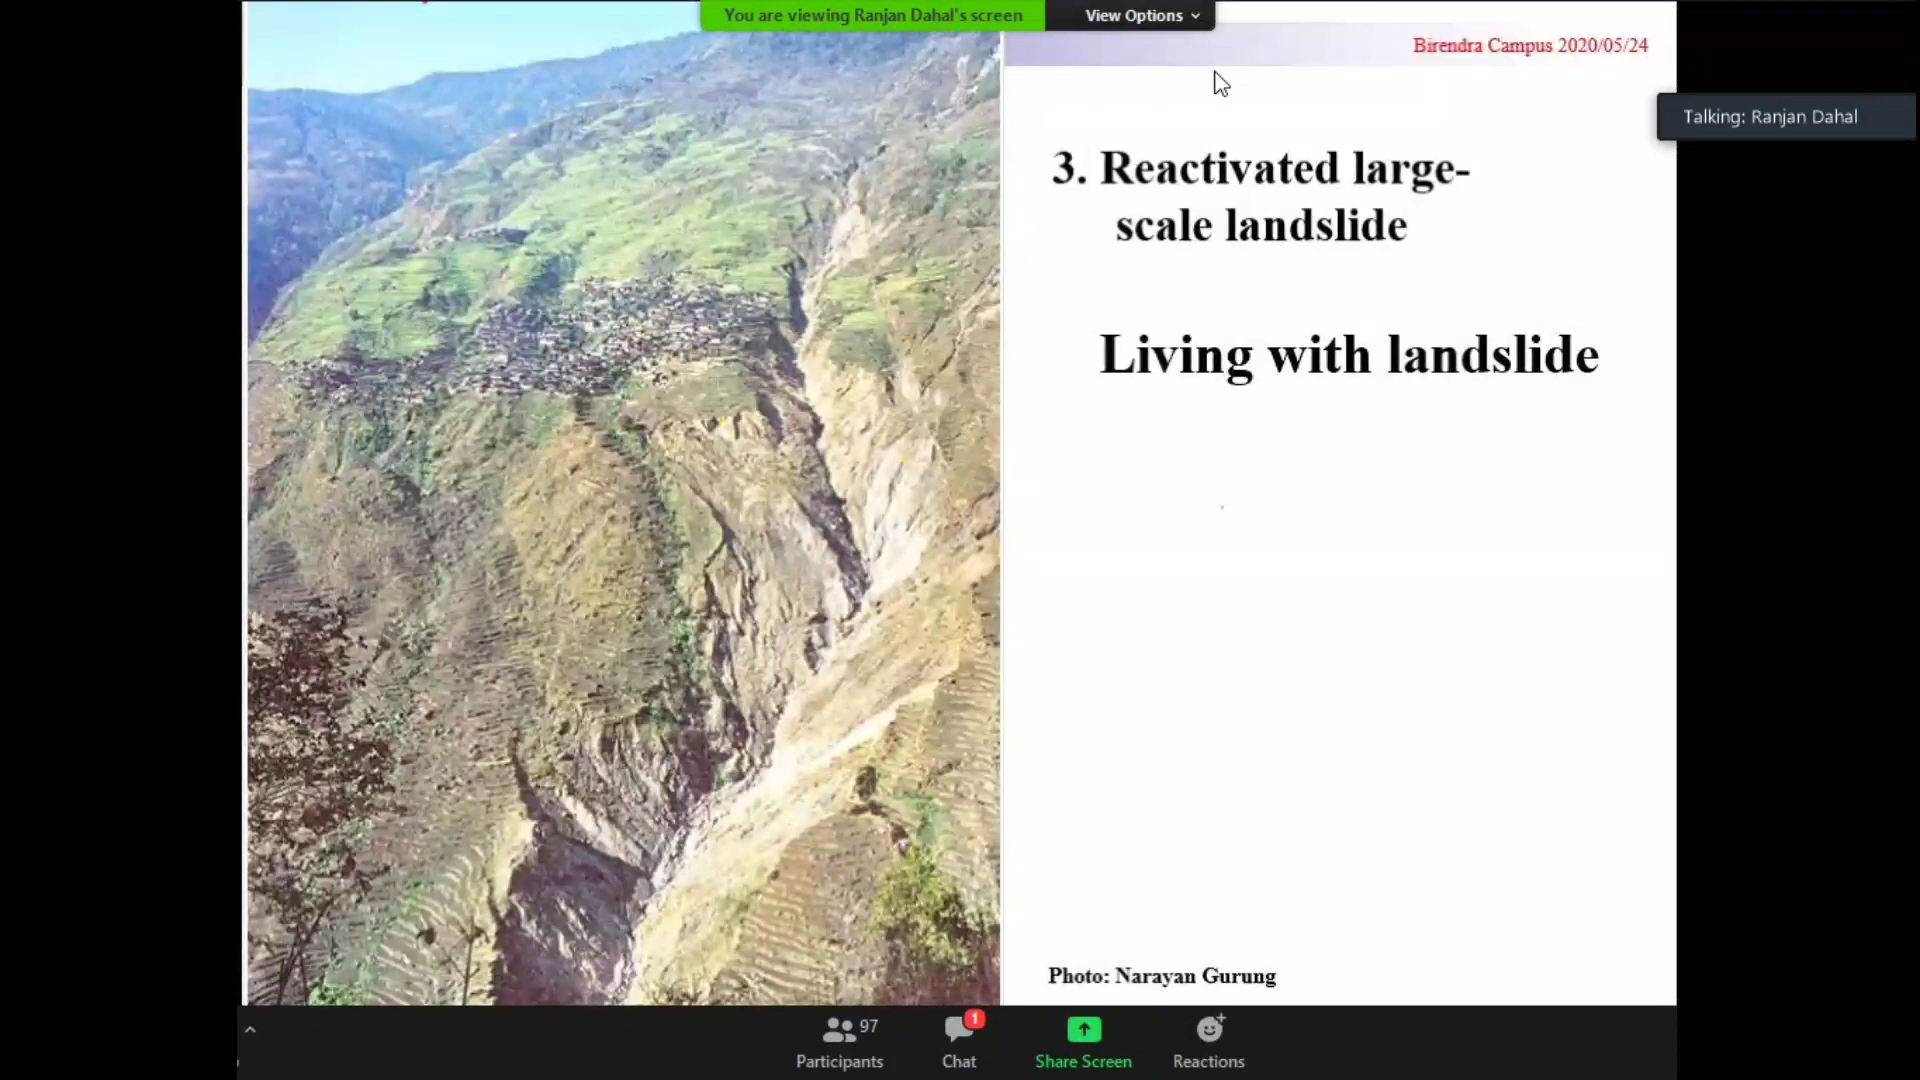 You are viewing Ranjan Dahal's screen
View Options
Birendra Campus 2020/05/24
Talking: Ranjan Dahal
3. Reactivated large-
scale landslide
Living with landslide
Photo: Narayan Gurung
97
1
Participants
Chat
Share Screen
Reactions